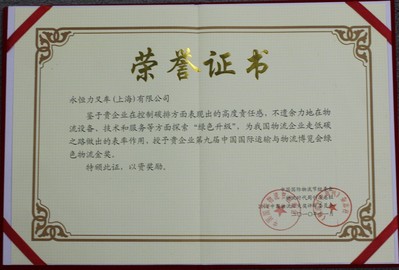 荣誉证书
永恒力叉车(上海)有限公司
鉴于贵企业在控制碳排方面表现出的高度责任感,不遗余力地在物
流设备、技术和服务等方面探索“绿色升级”,为我国物流企业走低碳
之路做出的表率作用,授予贵企业第九届中国国际运输与物流博览会绿
色物流金奖。
特颁此证,以资奖励。